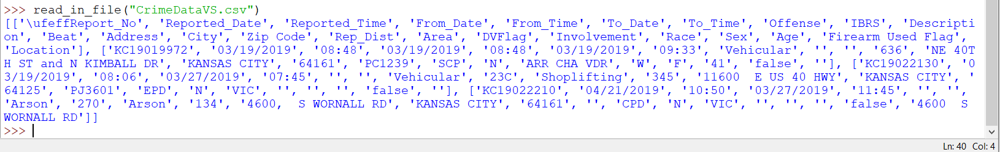 >>> read_in_file("CrimeDataVS.csv")
[['\ufeffReport_No', 'Reported_Date', 'Reported_Time', 'From_Date', 'From_Time', 'To_Date', 'To_Time', 'Offense', 'IBRS', 'Descripti
on', 'Beat', 'Address', 'City', 'Zip Code', 'Rep_Dist', 'Area', 'DVFlag', 'Involvement', 'Race', 'Sex', 'Age', 'Firearm Used Flag',
'Location'], ['KC19019972', '03/19/2019', '08:48', '03/19/2019', '08:48', '03/19/2019', '09:33', 'Vehicular', '', '', '636', 'NE 40T
H ST and N KIMBALL DR', 'KANSAS CITY', '64161', 'PC1239', 'SCP', 'N', 'ARR CHA VDR', 'W', 'F', '41', 'false', ''], ['KC19022130', '0
3/19/2019', '08:06', '03/27/2019', '07:45', '', '', 'Vehicular', '23C', 'Shoplifting', '345', '11600  E US 40 HWY', 'KANSAS CITY', '
64125', 'PJ3601', 'EPD', 'N', 'VIC', '', '', '', 'false', ''], ['KC19022210', '04/21/2019', '10:50', '03/27/2019', '11:45', '', '',
'Arson', '270', 'Arson', '134', '4600,  S WORNALL RD', 'KANSAS CITY', '64161', '', 'CPD', 'N', 'VIC', '', '', '', 'false', '4600  S
WORNALL RD']]
>>>
Ln: 40 Col: 4